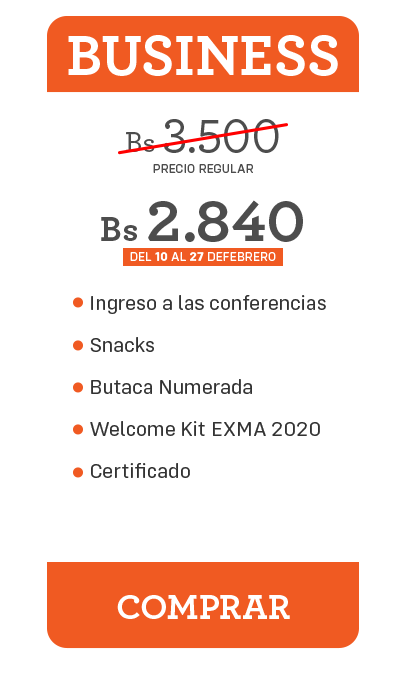 BUSINESS
Bs 3.500
PRECIO REGULAR
Bs 2.840
DEL 10 AL 27 DEFEBRERO
Ingreso a las conferencias
Snacks
Butaca Numerada
Welcome Kit EXMA 2020
Certificado
COMPRAR